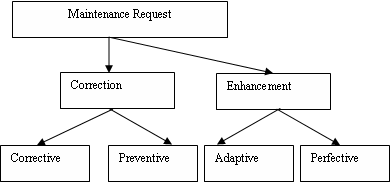 Maintenance Request
Correction
Enhancement
Corrective
Preventive
Adaptive
Perfective